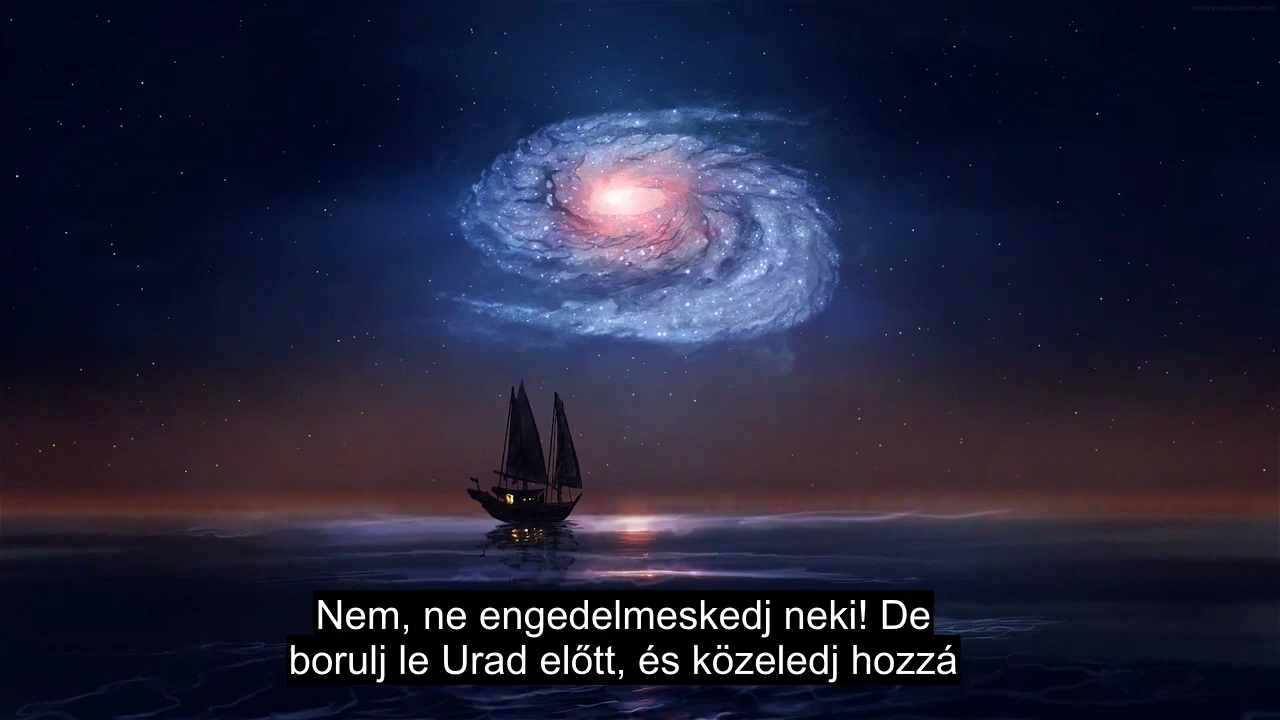 Nem, ne engedelmeskedj neki! De
borulj le Urad előtt, és közeledj hozzá